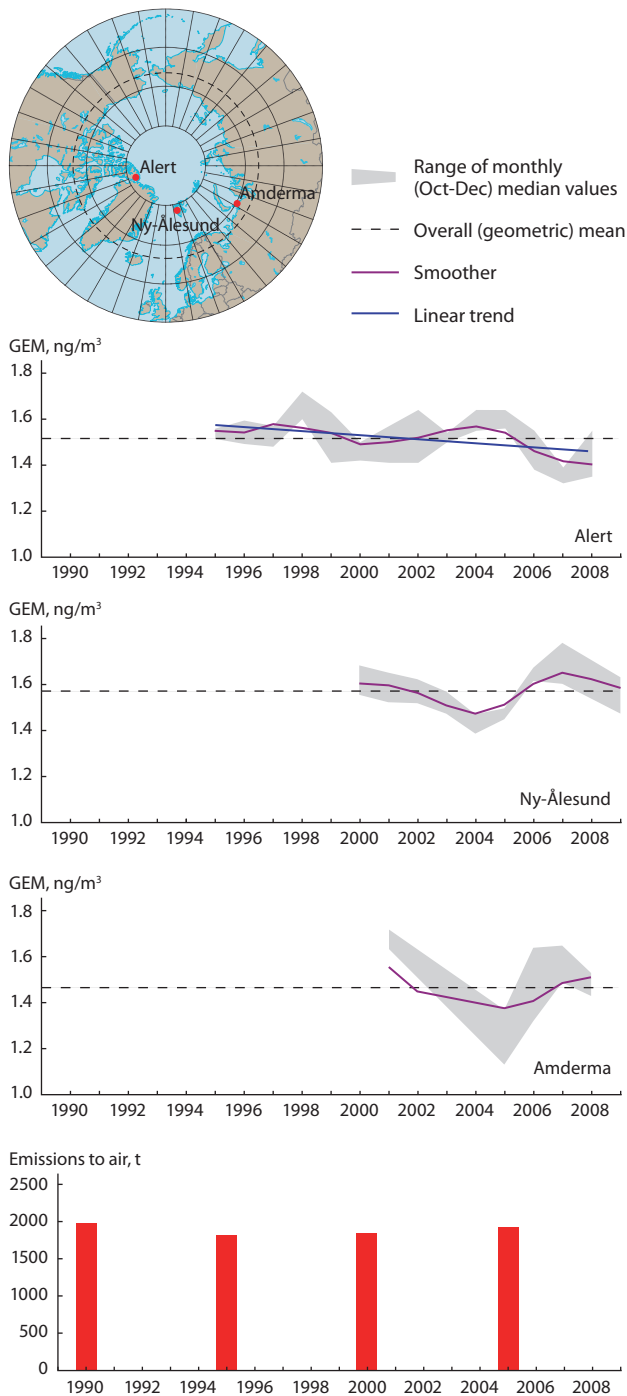 Alert
Amderma
Ny-Ålesund
Range of monthly
(Oct-Dec) median values
Overall (geometric) mean
Smoother
Linear trend
GEM, ng/m³
1.8
1.6
1.4
1.2
1.0
Alert
1990 1992 1994 1996 1998 2000 2002 2004 2006 2008
GEM, ng/m³
1.8
1.6
1.4
1.2
1.0
Ny-Ålesund
1990 1992 1994 1996 1998 2000 2002 2004 2006 2008
GEM, ng/m³
1.8
1.6
1.4
1.2
1.0
Amderma
1990 1992 1994 1996 1998 2000 2002 2004 2006 2008
Emissions to air, t
2500
2000
1500
1000
500
0
1990 1992 1994 1996 1998 2000 2002 2004 2006 2008